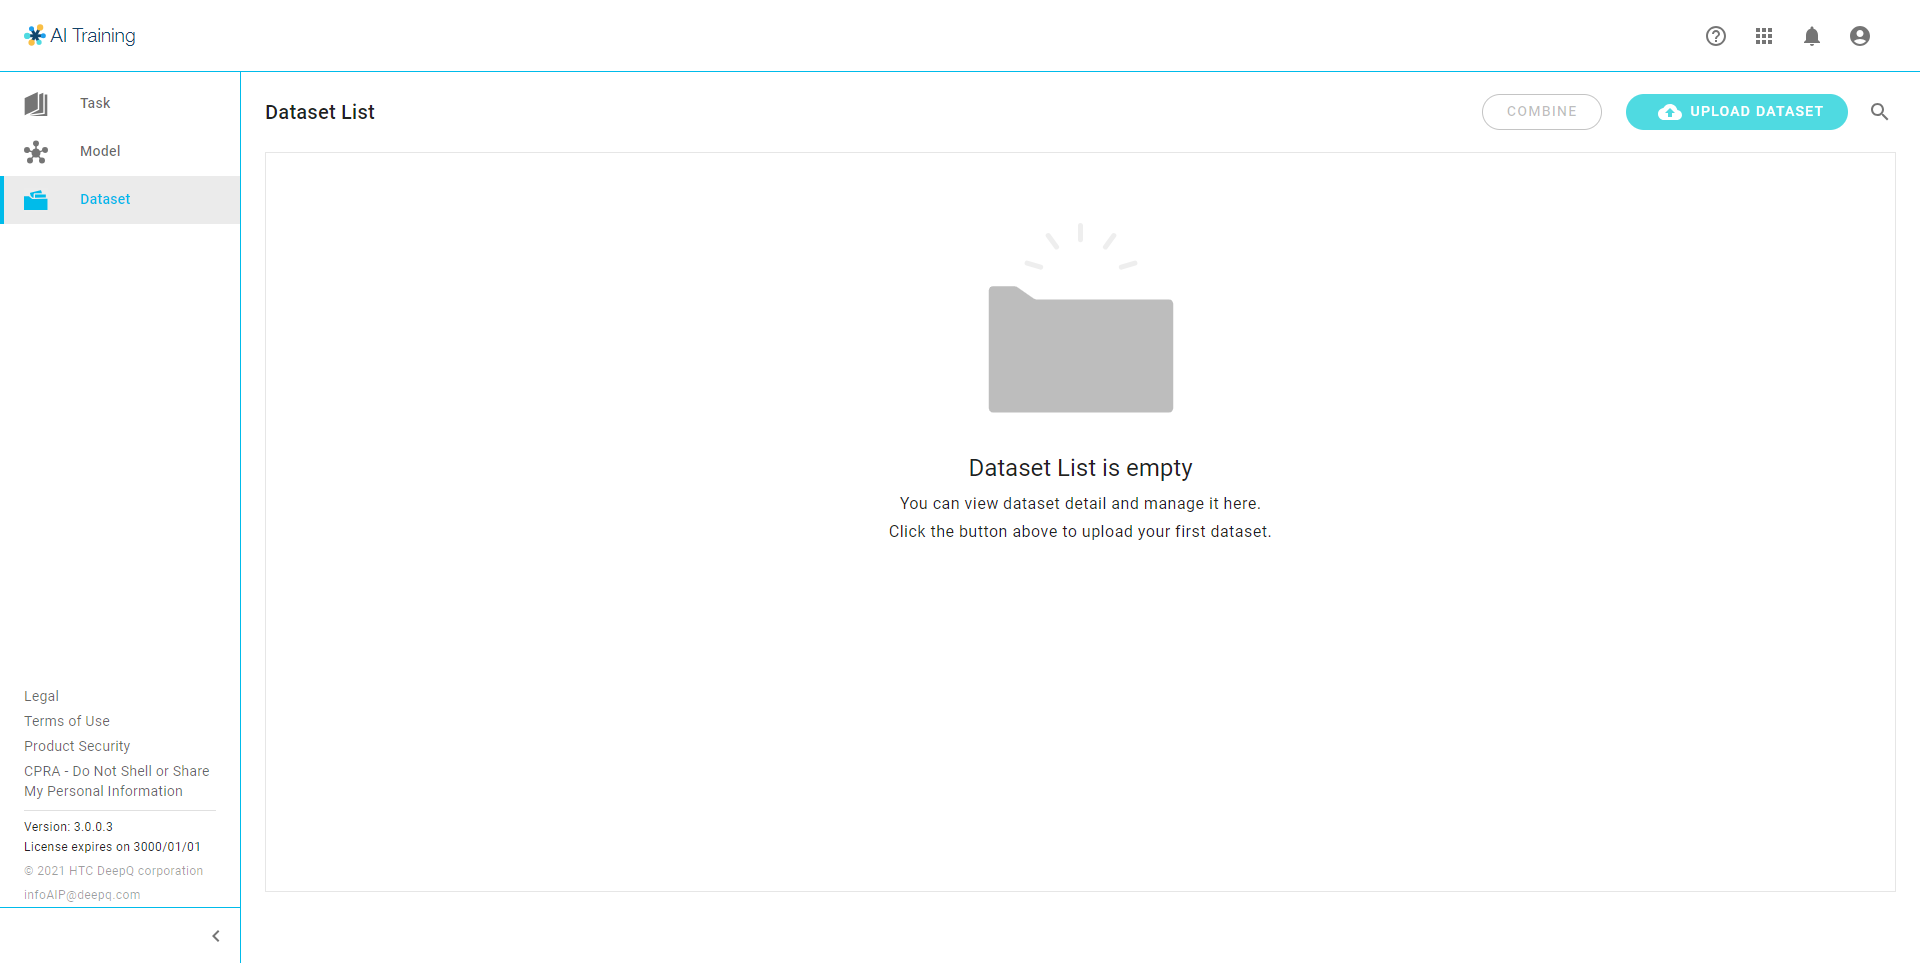 AI Training
Task
Model
Dataset
Dataset List
COMBINE
UPLOAD DATASET
Dataset List is empty
You can view dataset detail and manage it here.
Click the button above to upload your first dataset.
Legal
Terms of Use
Product Security
CPRA - Do Not Shell or Share
My Personal Information
Version: 3.0.0.3
License expires on 3000/01/01
© 2021 HTC DeepQ corporation
infoAIP@deepq.com